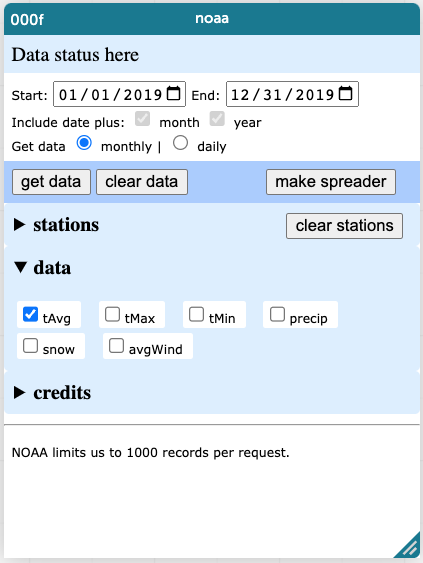 000f noaa
Data status here
Start: 01/01/2019 End: 12/31/2019
Include date plus: month year
Get data monthly | daily
get data clear data make spreader
stations clear stations
data
tAvg tMax tMin precip
snow avgWind
credits
NOAA limits us to 1000 records per request.